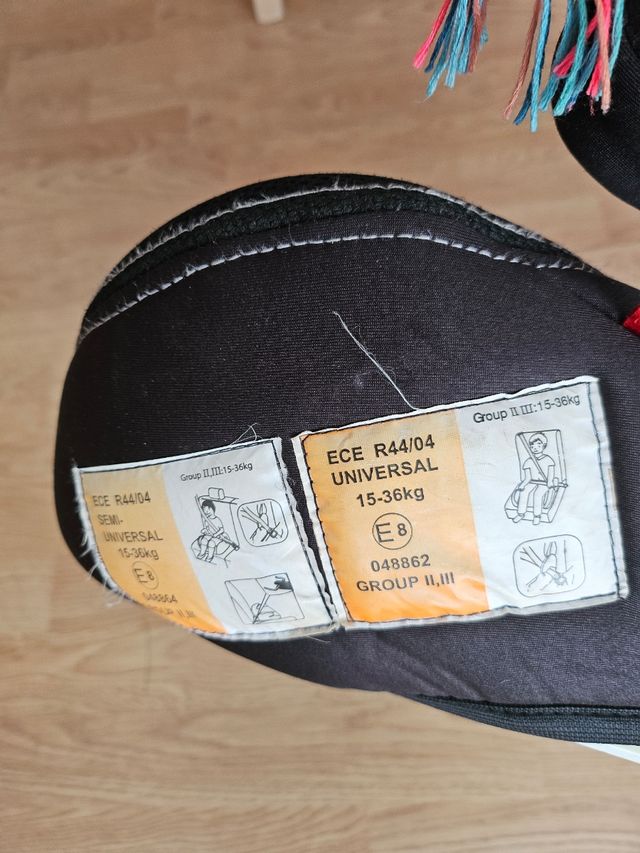 Group II,III:15-36kg
ECE R44/04
SEMI-
UNIVERSAL
15-36kg
E8
048864
GROUP II,III
Group II III:15-36kg
ECE R44/04
UNIVERSAL
15-36kg
E8
048862
GROUP II,III